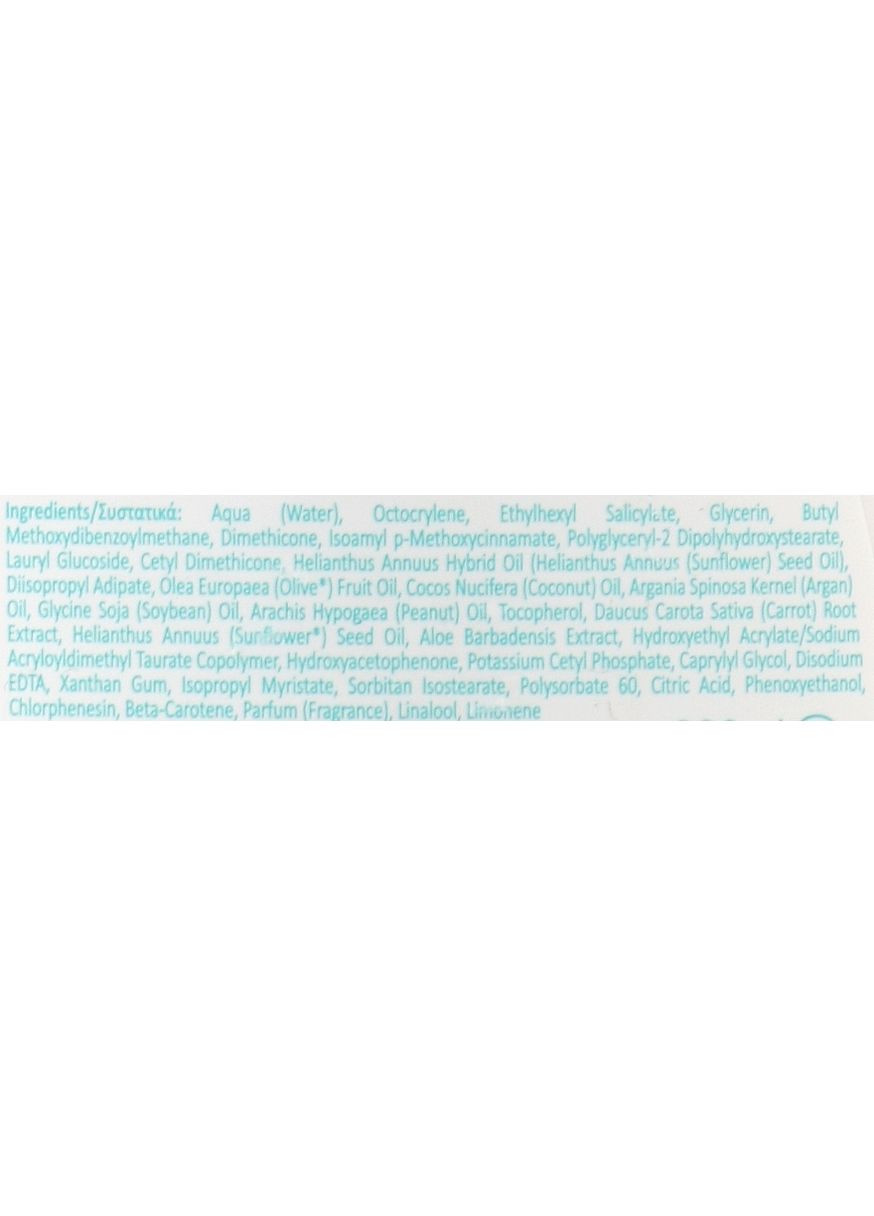 Ingredients/Συστατικά: Aqua (Water), Octocrylene, Ethylhexyl Salicylate, Glycerin, Butyl
Methoxydibenzoylmethane, Dimethicone, Isoamyl p-Methoxycinnamate, Polyglyceryl-2 Dipolyhydroxystearate,
Lauryl Glucoside, Cetyl Dimethicone, Helianthus Annuus Hybrid Oil (Helianthus Annuus (Sunflower) Seed Oil),
Diisopropyl Adipate, Olea Europaea (Olive*) Fruit Oil, Cocos Nucifera (Coconut) Oil, Argania Spinosa Kernel (Argan)
Oil, Glycine Soja (Soybean) Oil, Arachis Hypogaea (Peanut) Oil, Tocopherol, Daucus Carota Sativa (Carrot) Root
Extract, Helianthus Annuus (Sunflower*) Seed Oil, Aloe Barbadensis Extract, Hydroxyethyl Acrylate/Sodium
Acryloyldimethyl Taurate Copolymer, Hydroxyacetophenone, Potassium Cetyl Phosphate, Caprylyl Glycol, Disodium
EDTA, Xanthan Gum, Isopropyl Myristate, Sorbitan Isostearate, Polysorbate 60, Citric Acid, Phenoxyethanol,
Chlorphenesin, Beta-Carotene, Parfum (Fragrance), Linalool, Limonene